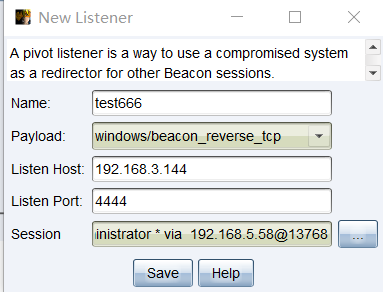 New Listener
A pivot listener is a way to use a compromised system
as a redirector for other Beacon sessions.
Name: test666
Payload: windows/beacon_reverse_tcp
Listen Host: 192.168.3.144
Listen Port: 4444
Session inistrator * via 192.168.5.58@13768 ...
Save Help